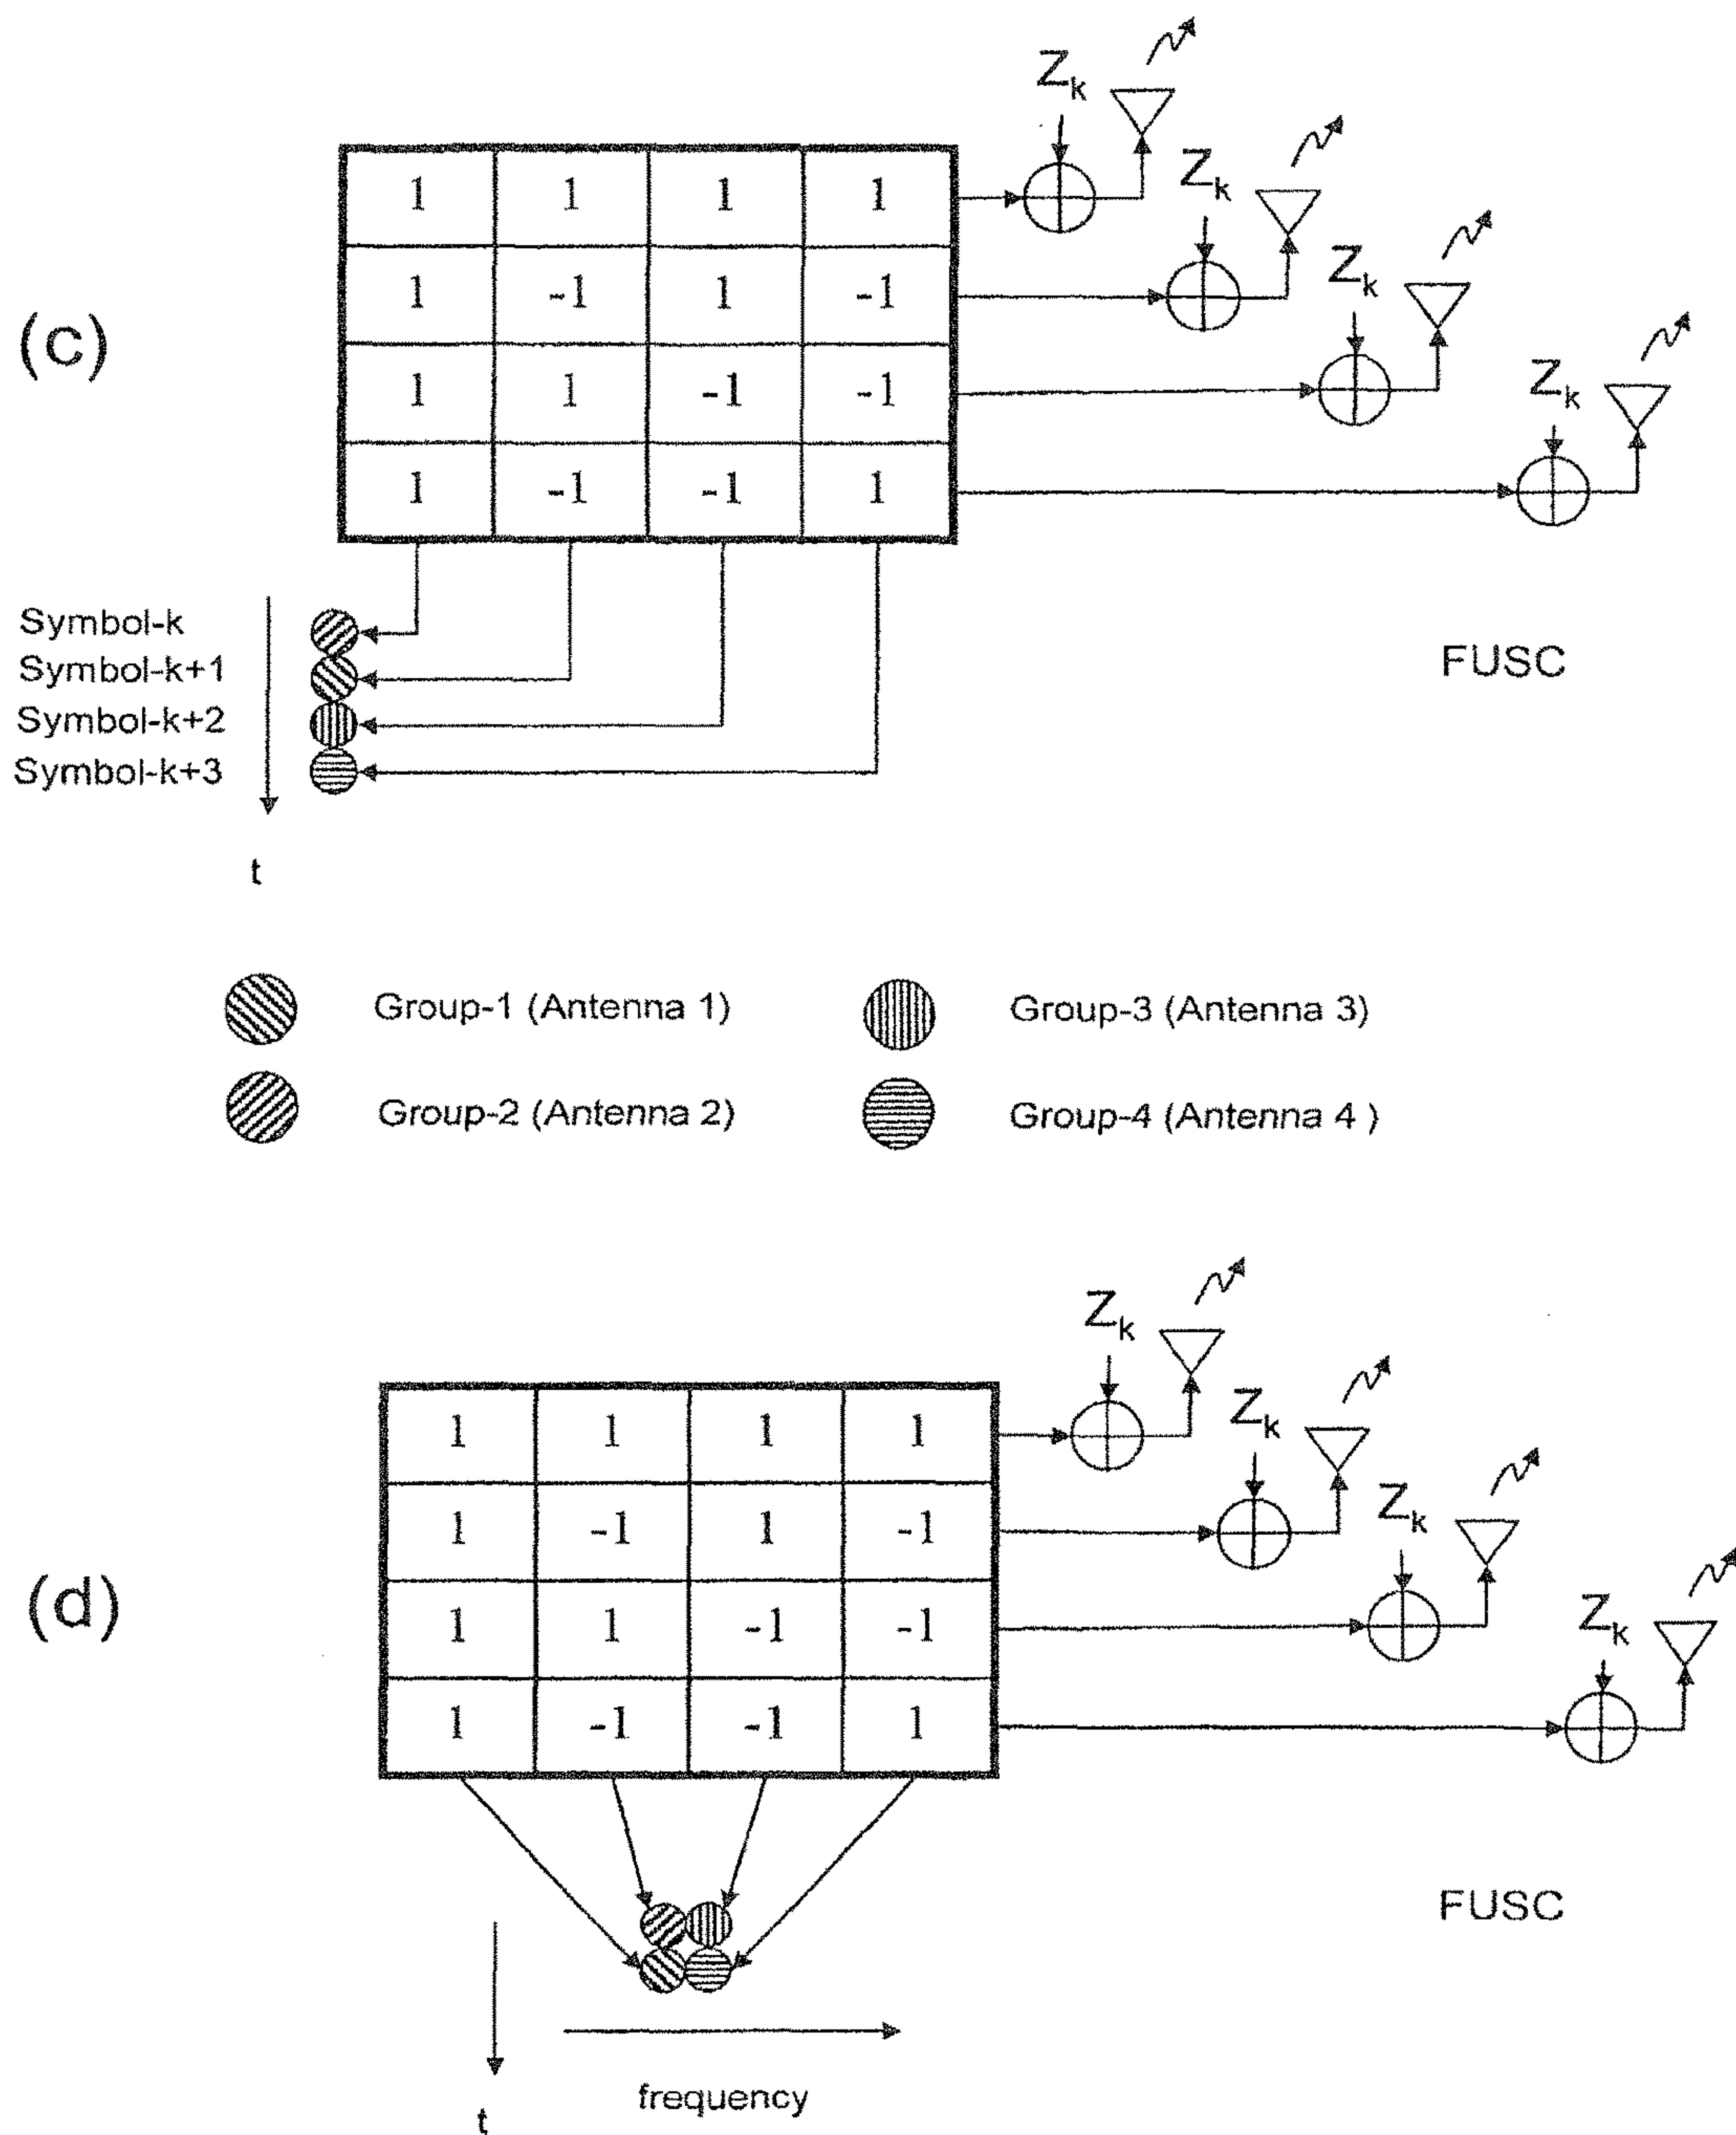 Z_k
Z_k
Z_k
Z_k
(c)
1 1 1 1
1 -1 1 -1
1 1 -1 -1
1 -1 -1 1
Symbol-k
Symbol-k+1
Symbol-k+2
Symbol-k+3
t
FUSC
Group-1 (Antenna 1)
Group-3 (Antenna 3)
Group-2 (Antenna 2)
Group-4 (Antenna 4 )
Z_k
Z_k
Z_k
Z_k
(d)
1 1 1 1
1 -1 1 -1
1 1 -1 -1
1 -1 -1 1
FUSC
frequency
t